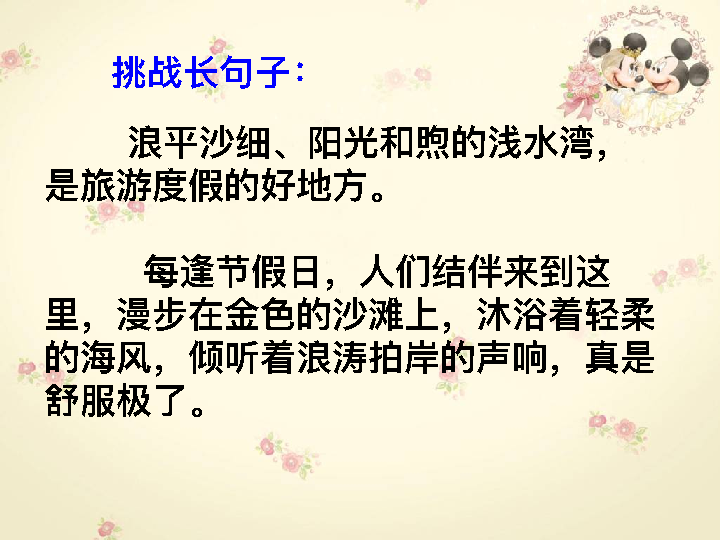 挑战长句子：
浪平沙细、阳光和煦的浅水湾，
是旅游度假的好地方。
每逢节假日，人们结伴来到这
里，漫步在金色的沙滩上，沐浴着轻柔
的海风，倾听着浪涛拍岸的声响，真是
舒服极了。